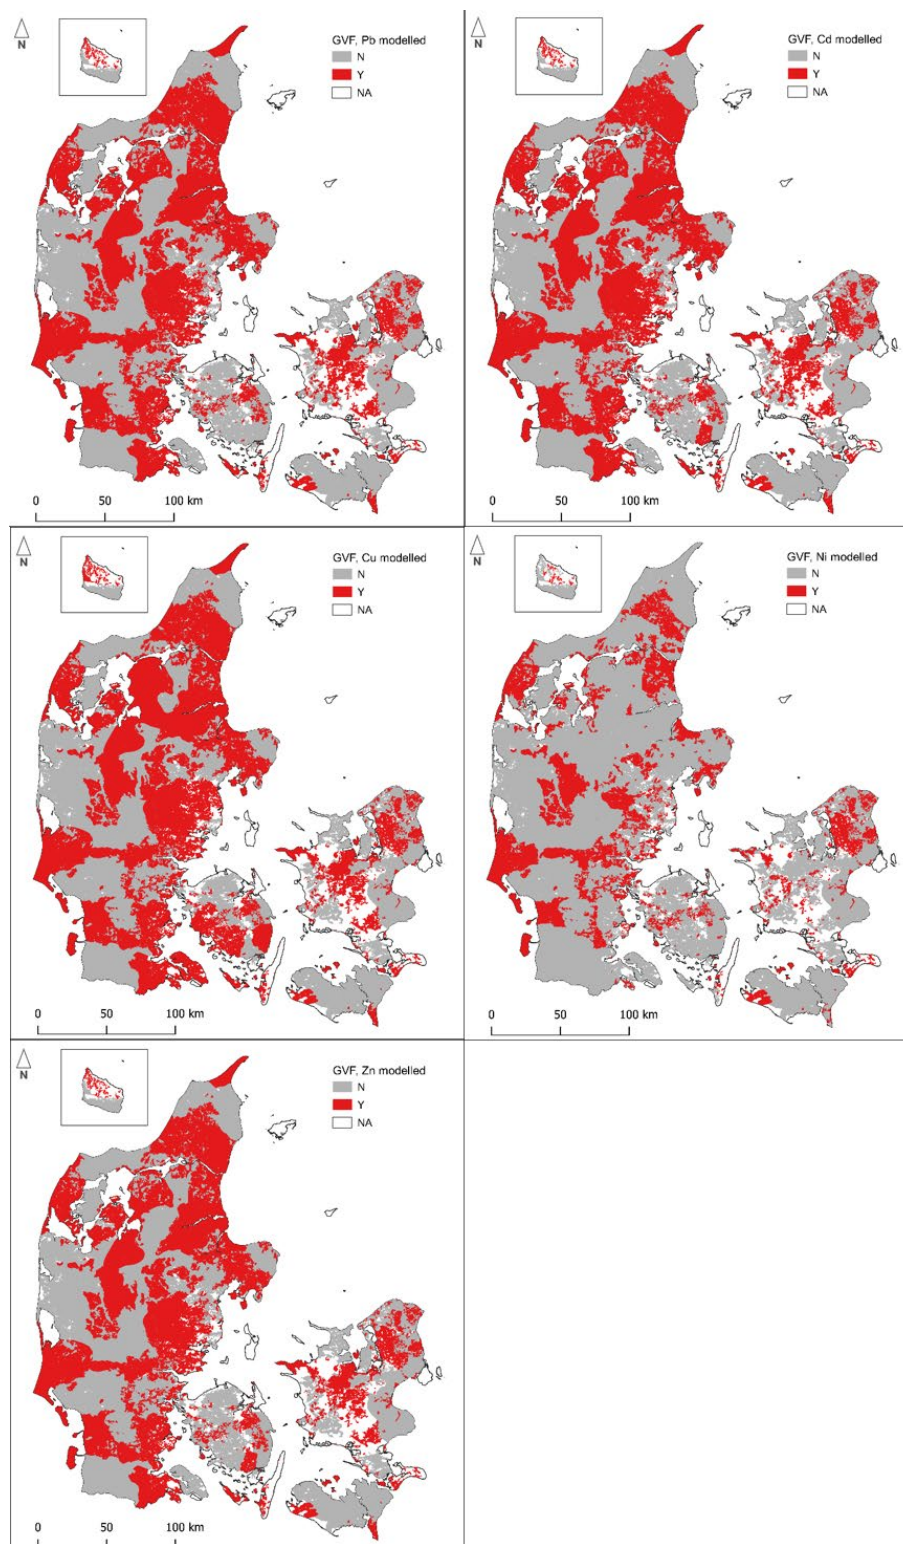 N
GVF, Pb modelled
N
Y
NA
0 50 100 km
N
GVF, Cd modelled
N
Y
NA
0 50 100 km
N
GVF, Cu modelled
N
Y
NA
0 50 100 km
N
GVF, Ni modelled
N
Y
NA
0 50 100 km
N
GVF, Zn modelled
N
Y
NA
0 50 100 km